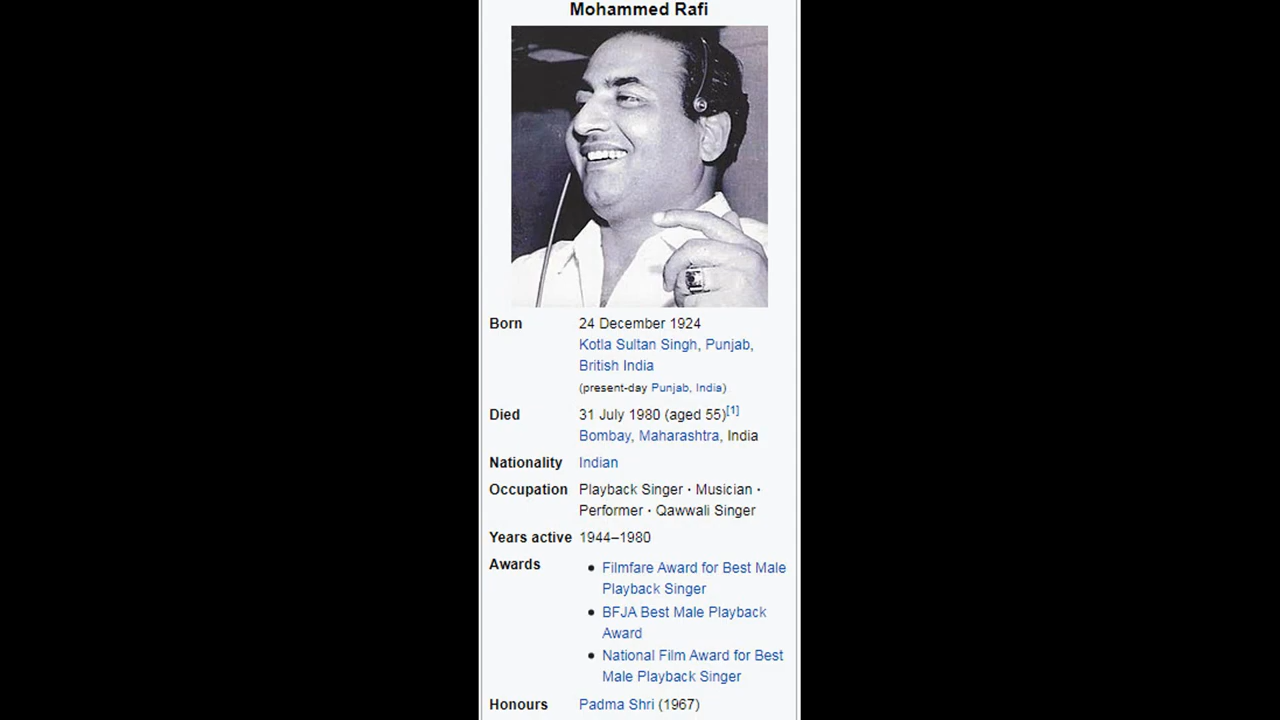 Mohammed Rafi
Born 24 December 1924
Kotla Sultan Singh, Punjab,
British India
(present-day Punjab, India)
Died 31 July 1980 (aged 55)[1]
Bombay, Maharashtra, India
Nationality Indian
Occupation Playback Singer · Musician ·
Performer · Qawwali Singer
Years active 1944–1980
Awards
• Filmfare Award for Best Male
Playback Singer
• BFJA Best Male Playback
Award
• National Film Award for Best
Male Playback Singer
Honours Padma Shri (1967)